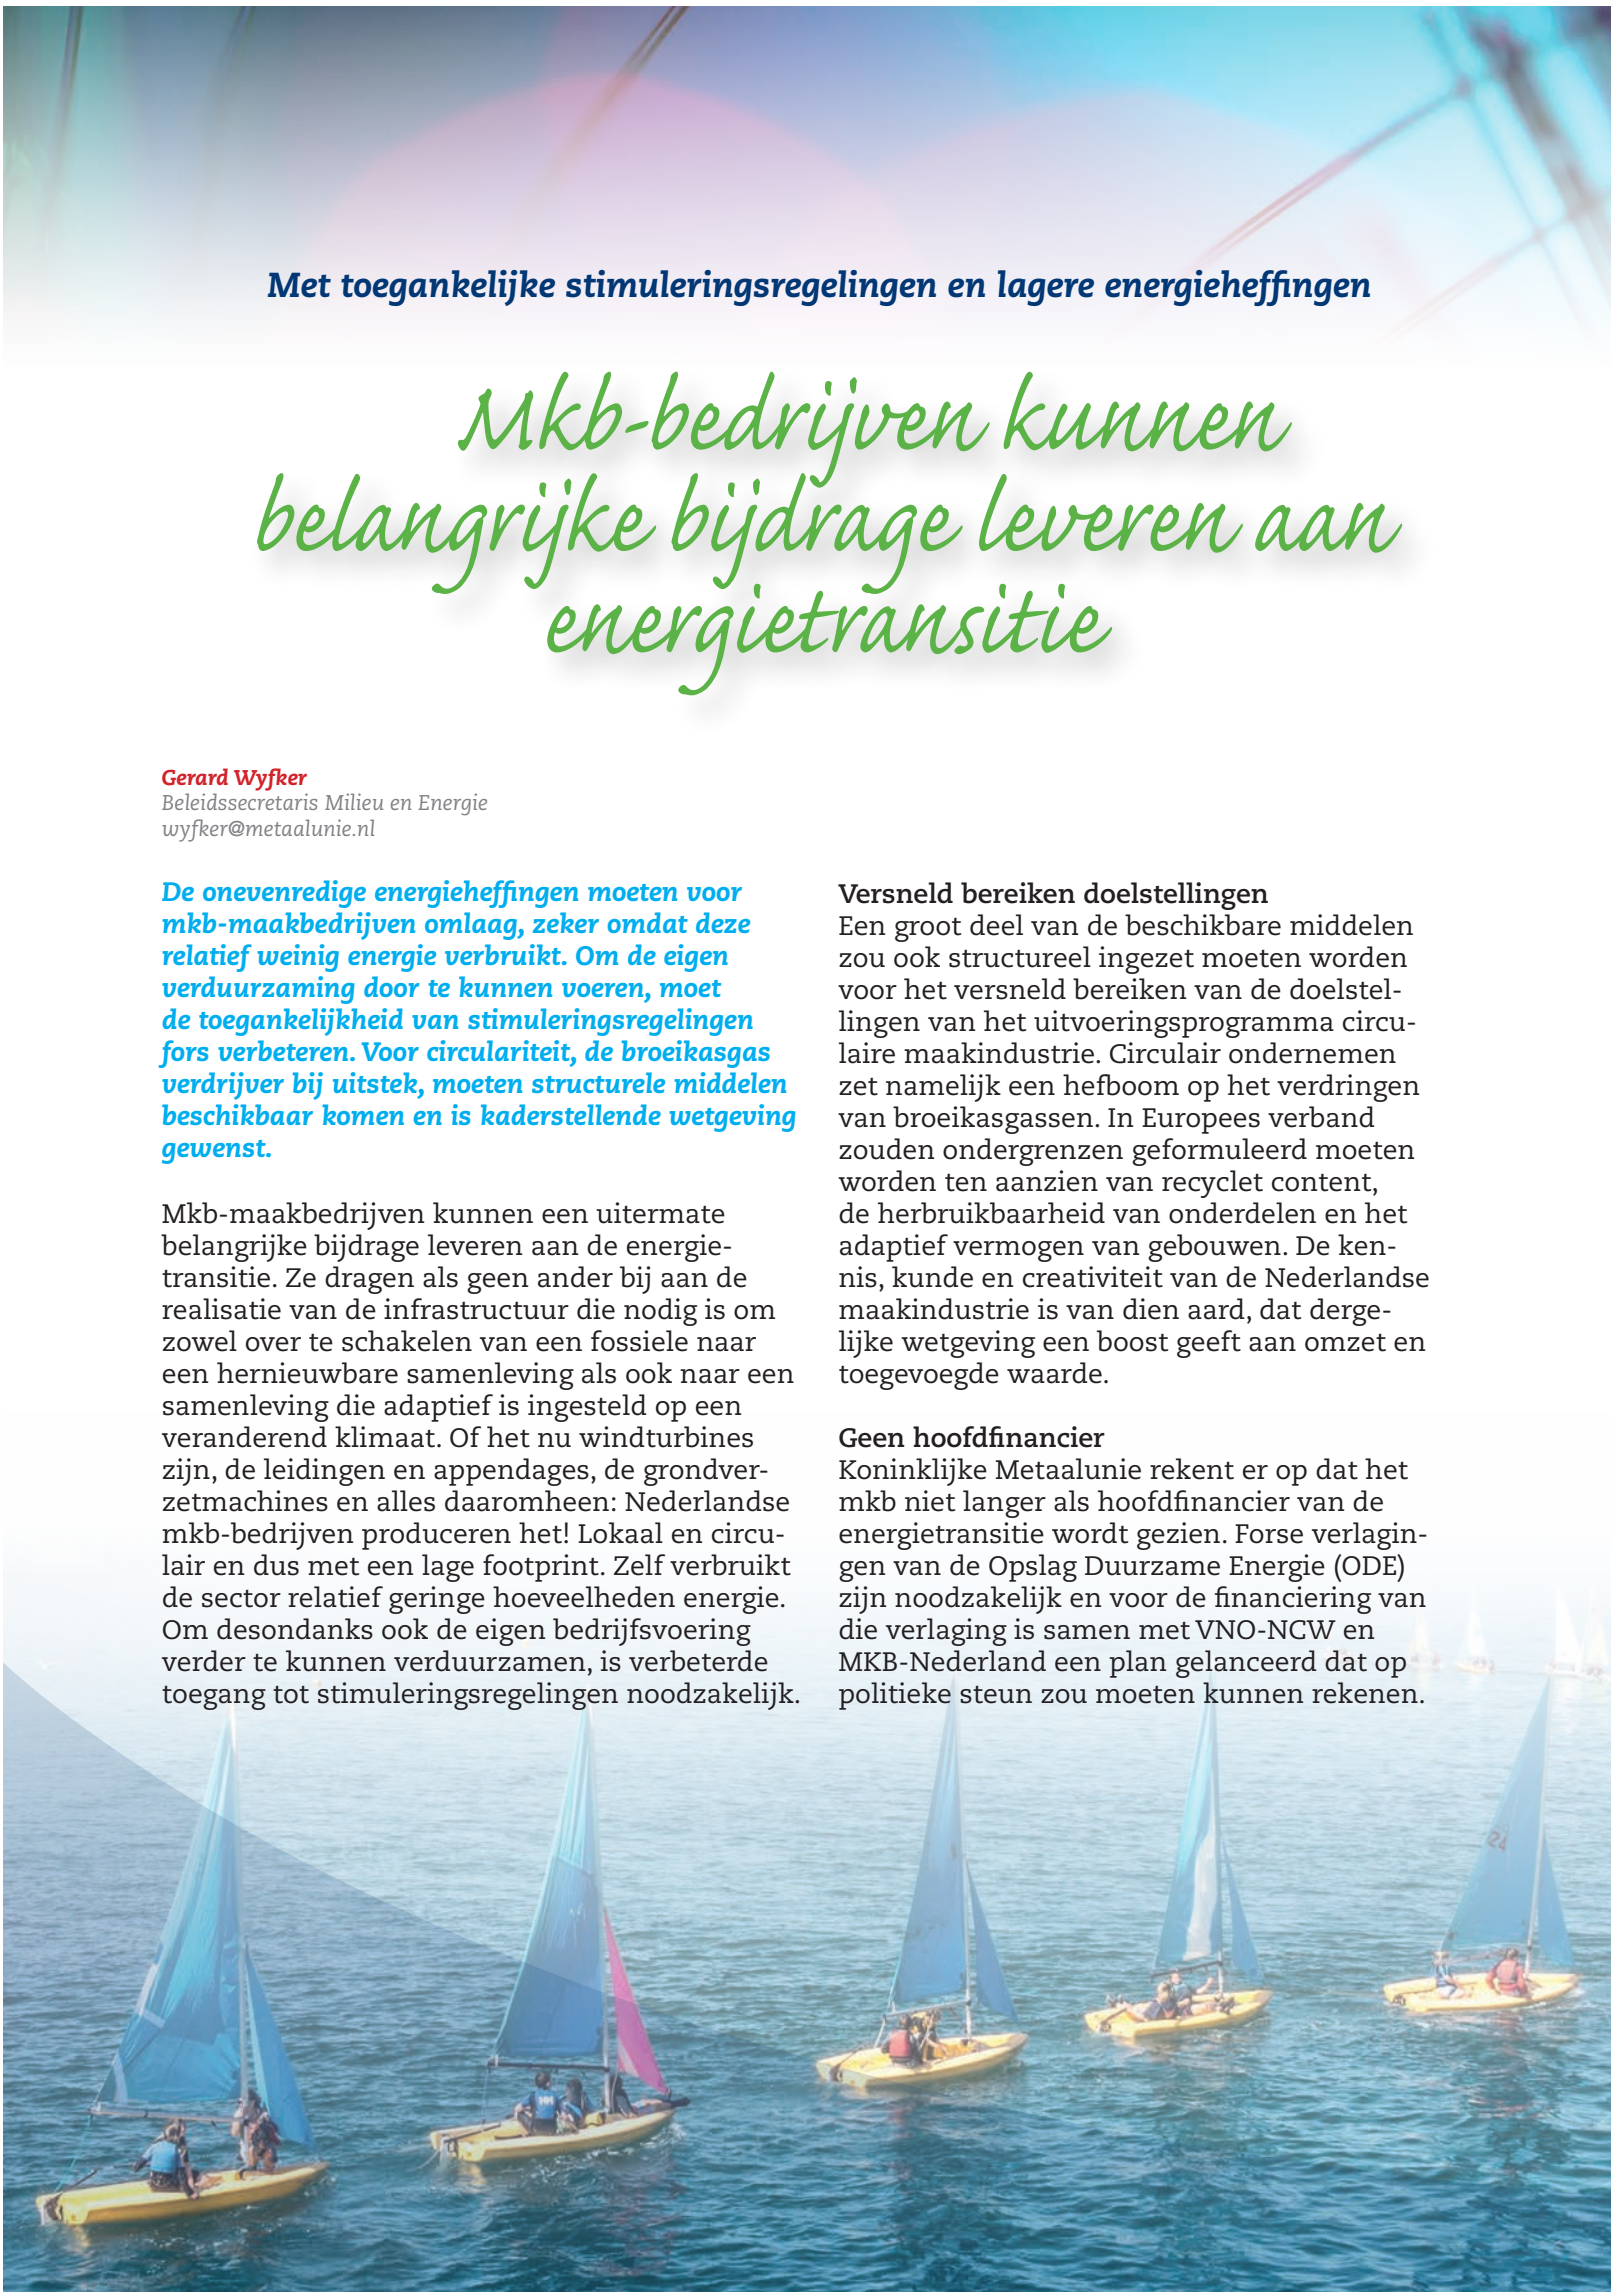 Met toegankelijke stimuleringsregelingen en lagere energieheffingen
Mkb-bedrijven kunnen
belangrijke bijdrage leveren aan
energietransitie
Gerard Wyfker
Beleidssecretaris Milieu en Energie
wyfker@metaalunie.nl
De onevenredige energieheffingen moeten voor
mkb-maakbedrijven omlaag, zeker omdat deze
relatief weinig energie verbruikt. Om de eigen
verduurzaming door te kunnen voeren, moet
de toegankelijkheid van stimuleringsregelingen
fors verbeteren. Voor circulariteit, de broeikasgas
verdrijver bij uitstek, moeten structurele middelen
beschikbaar komen en is kaderstellende wetgeving
gewenst.
Mkb-maakbedrijven kunnen een uitermate
belangrijke bijdrage leveren aan de energie-
transitie. Ze dragen als geen ander bij aan de
realisatie van de infrastructuur die nodig is om
zowel over te schakelen van een fossiele naar
een hernieuwbare samenleving als ook naar een
samenleving die adaptief is ingesteld op een
veranderend klimaat. Of het nu windturbines
zijn, de leidingen en appendages, de grondver-
zetmachines en alles daaromheen: Nederlandse
mkb-bedrijven produceren het! Lokaal en circu-
lair en dus met een lage footprint. Zelf verbruikt
de sector relatief geringe hoeveelheden energie.
Om desondanks ook de eigen bedrijfsvoering
verder te kunnen verduurzamen, is verbeterde
toegang tot stimuleringsregelingen noodzakelijk.
Versneld bereiken doelstellingen
Een groot deel van de beschikbare middelen
zou ook structureel ingezet moeten worden
voor het versneld bereiken van de doelstel-
lingen van het uitvoeringsprogramma circu-
laire maakindustrie. Circulair ondernemen
zet namelijk een hefboom op het verdringen
van broeikasgassen. In Europees verband
zouden ondergrenzen geformuleerd moeten
worden ten aanzien van recyclet content,
de herbruikbaarheid van onderdelen en het
adaptief vermogen van gebouwen. De ken-
nis, kunde en creativiteit van de Nederlandse
maakindustrie is van dien aard, dat derge-
lijke wetgeving een boost geeft aan omzet en
toegevoegde waarde.
Geen hoofdfinancier
Koninklijke Metaalunie rekent er op dat het
mkb niet langer als hoofdfinancier van de
energietransitie wordt gezien. Forse verlagin-
gen van de Opslag Duurzame Energie (ODE)
zijn noodzakelijk en voor de financiering van
die verlaging is samen met VNO-NCW en
MKB-Nederland een plan gelanceerd dat op
politieke steun zou moeten kunnen rekenen.
24